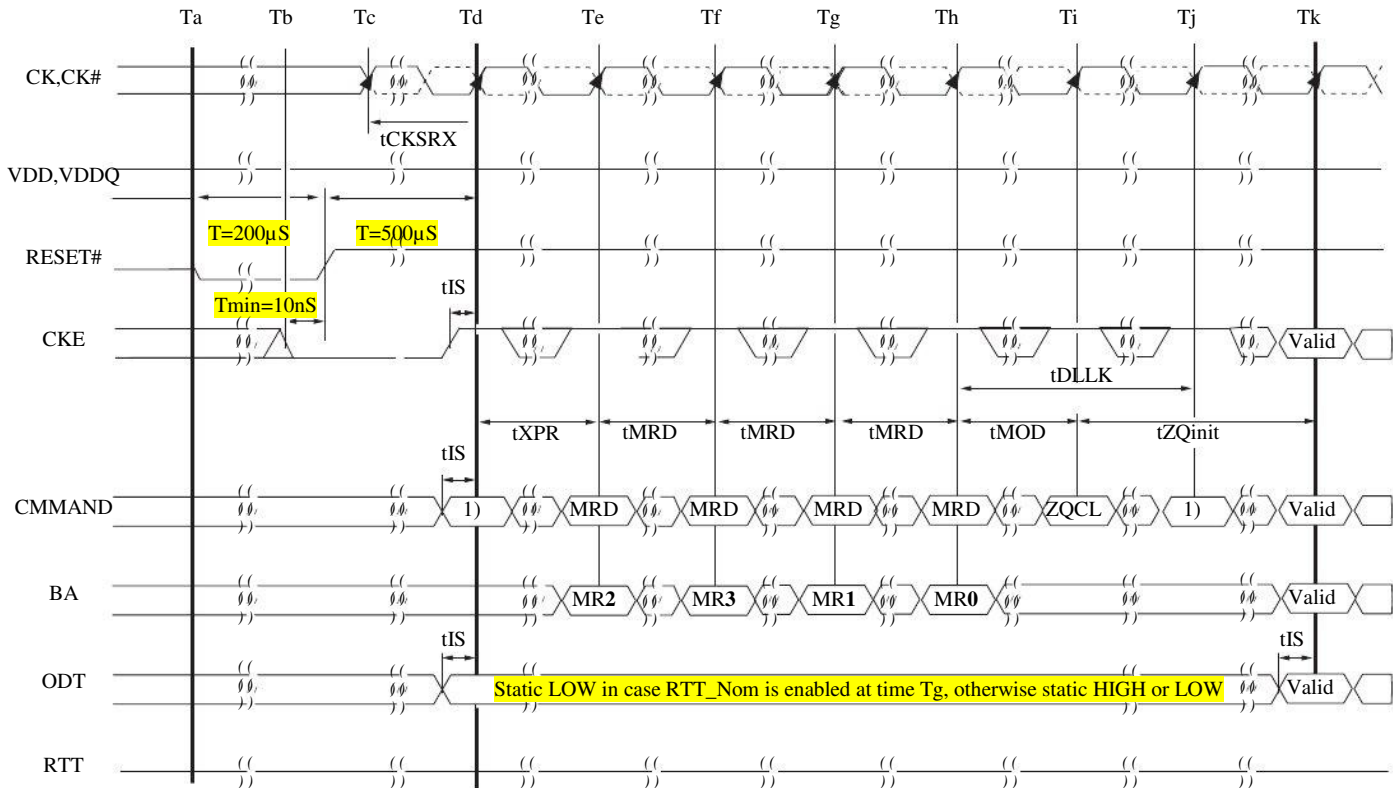 Ta Tb Tc Td Te Tf Tg Th Ti Tj Tk
CK,CK#
tCKSRX
VDD,VDDQ
T=200µS T=500µS
RESET#
Tmin=10nS tIS
CKE Valid
tDLLK
tXPR tMRD tMRD tMRD tMOD tZQinit
tIS
CMMAND 1) MRD MRD MRD MRD ZQCL 1) Valid
BA MR2 MR3 MR1 MR0 Valid
tIS tIS
ODT Static LOW in case RTT_Nom is enabled at time Tg, otherwise static HIGH or LOW Valid
RTT